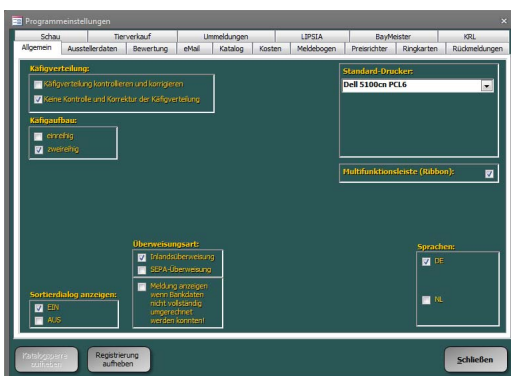 Programmeinstellungen
Schau Tierverkauf Ummeldungen LIPSIA BayMeister KRL
Allgemein Ausstellerdaten Bewertung eMail Katalog Kosten Meldebogen Preisrichter Ringkarten Rückmeldungen
Käfigverteilung:
Käfigverteilung kontrollieren und korrigieren
Keine Kontrolle und Korrektur der Käfigverteilung
Käfigaufbau:
einreihig
zweireihig
Standard-Drucker:
Dell 5100cn PCL6
Multifunktionsleiste (Ribbon):
Überweisungsart:
Inlandsüberweisung
SEPA-Überweisung
Meldung anzeigen
wenn Bankdaten
nicht vollständig
umgerechnet
werden konnten!
Sortierdialog anzeigen:
EIN
AUS
Sprachen:
DE
NL
Katalogsperre
aufheben
Registrierung
aufheben
Schließen